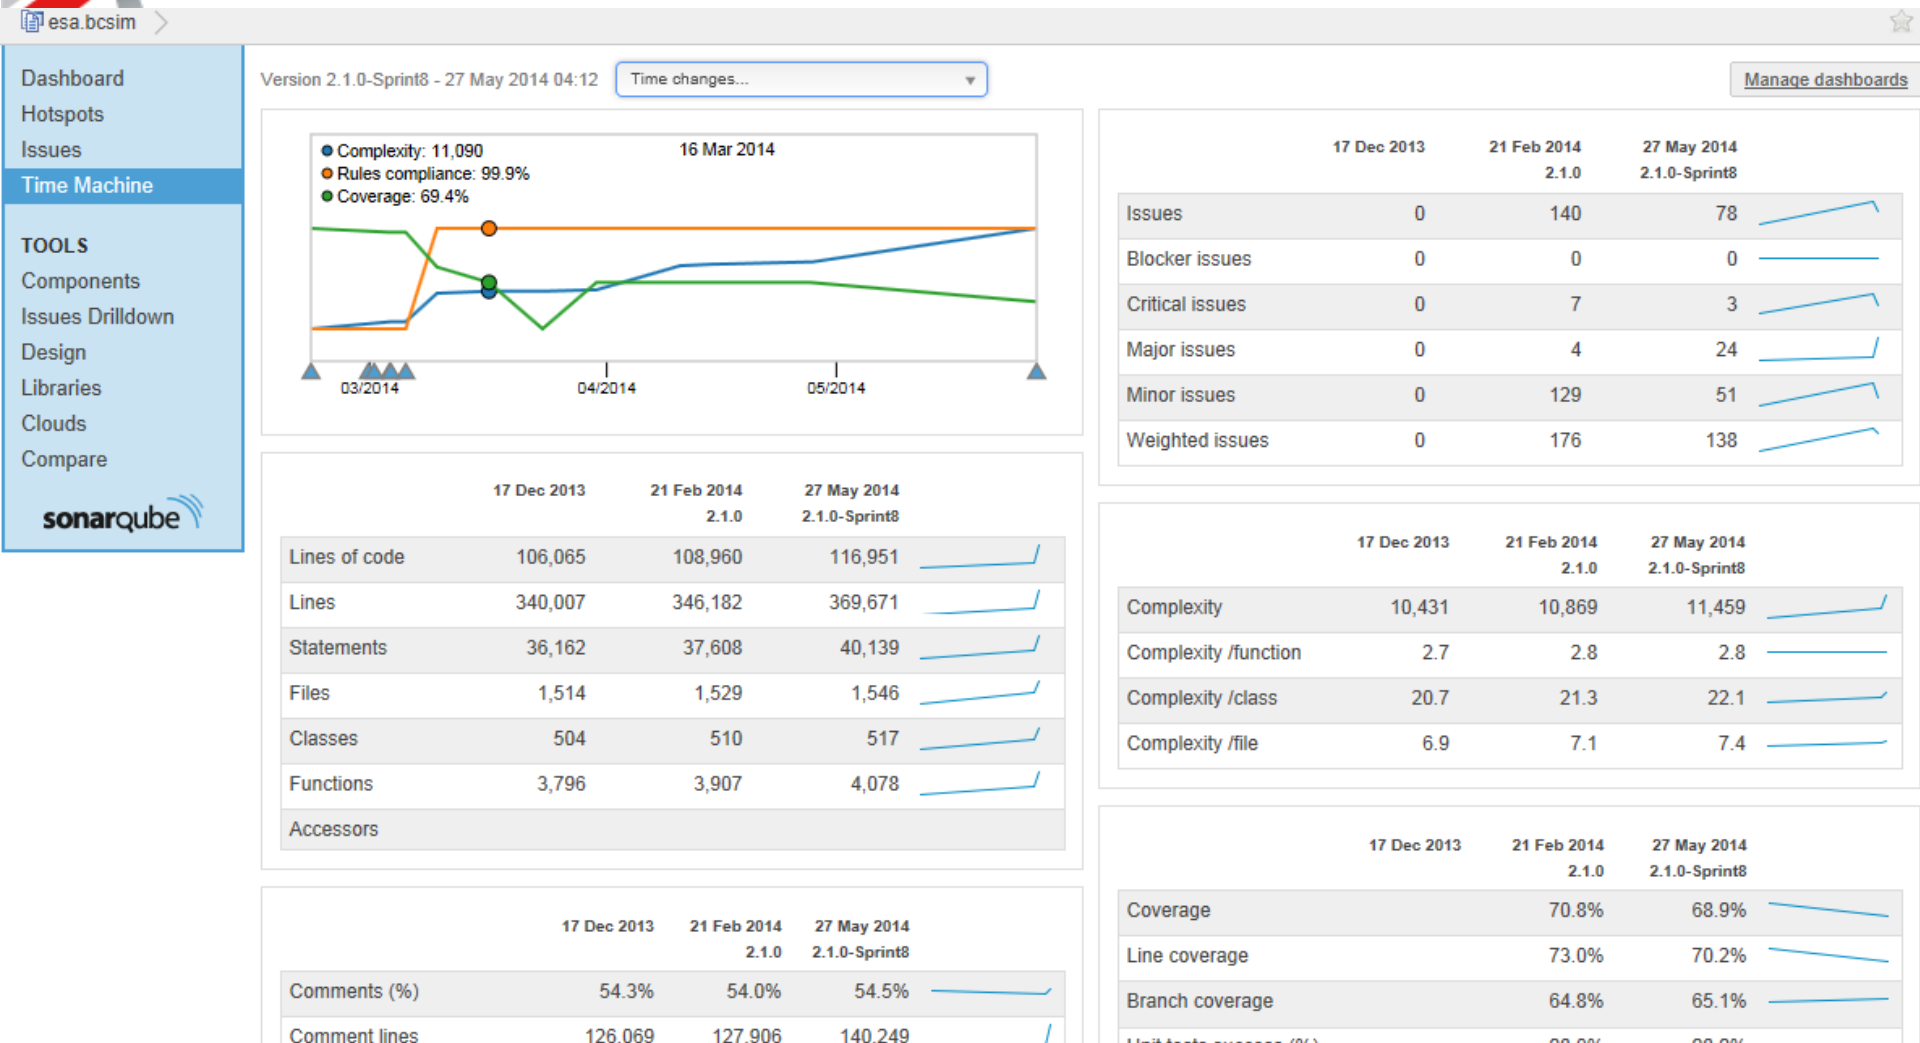 esa.bcsim
Dashboard
Hotspots
Issues
Time Machine
TOOLS
Components
Issues Drilldown
Design
Libraries
Clouds
Compare
sonarqube
Version 2.1.0-Sprint8 - 27 May 2014 04:12 Time changes... Manage dashboards
Complexity: 11,090 16 Mar 2014
Rules compliance: 99.9%
Coverage: 69.4%
03/2014 04/2014 05/2014
17 Dec 2013 21 Feb 2014 27 May 2014
2.1.0 2.1.0-Sprint8
Lines of code 106,065 108,960 116,951
Lines 340,007 346,182 369,671
Statements 36,162 37,608 40,139
Files 1,514 1,529 1,546
Classes 504 510 517
Functions 3,796 3,907 4,078
Accessors
17 Dec 2013 21 Feb 2014 27 May 2014
2.1.0 2.1.0-Sprint8
Comments (%) 54.3% 54.0% 54.5%
Comment lines 126,069 127,906 140,249
17 Dec 2013 21 Feb 2014 27 May 2014
2.1.0 2.1.0-Sprint8
Issues 0 140 78
Blocker issues 0 0 0
Critical issues 0 7 3
Major issues 0 4 24
Minor issues 0 129 51
Weighted issues 0 176 138
17 Dec 2013 21 Feb 2014 27 May 2014
2.1.0 2.1.0-Sprint8
Complexity 10,431 10,869 11,459
Complexity /function 2.7 2.8 2.8
Complexity /class 20.7 21.3 22.1
Complexity /file 6.9 7.1 7.4
17 Dec 2013 21 Feb 2014 27 May 2014
2.1.0 2.1.0-Sprint8
Coverage 70.8% 68.9%
Line coverage 73.0% 70.2%
Branch coverage 64.8% 65.1%
Unit tests success (%)